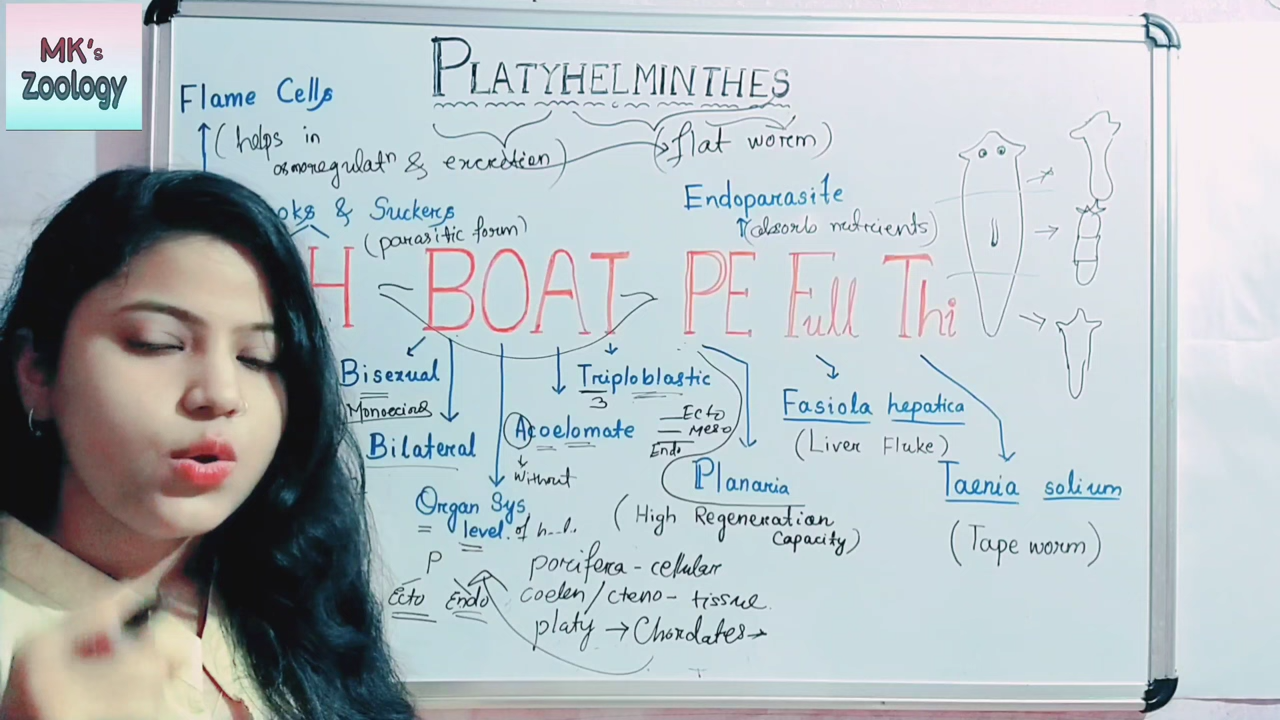 MK's
Zoology
PLATYHELMINTHES
Flame Cells
(helps in
osmoregulatn & excretion)
(flat worm)
Endoparasite
(absorb nutrients)
& Suckers
(parasitic form)
H BOAT PE Full Thi
Bisexual
Monoecious
Bilateral
Organ Sys
level of
Acoelomate
Without
Triploblastic
3
Ecto
Meso
Endo
Planaria
(High Regeneration
Capacity)
Fasiola hepatica
(Liver Fluke)
Taenia solium
(Tape worm)
P
Ecto Endo
porifera - cellular
coelen/cteno - tissue
platy → Chordates →